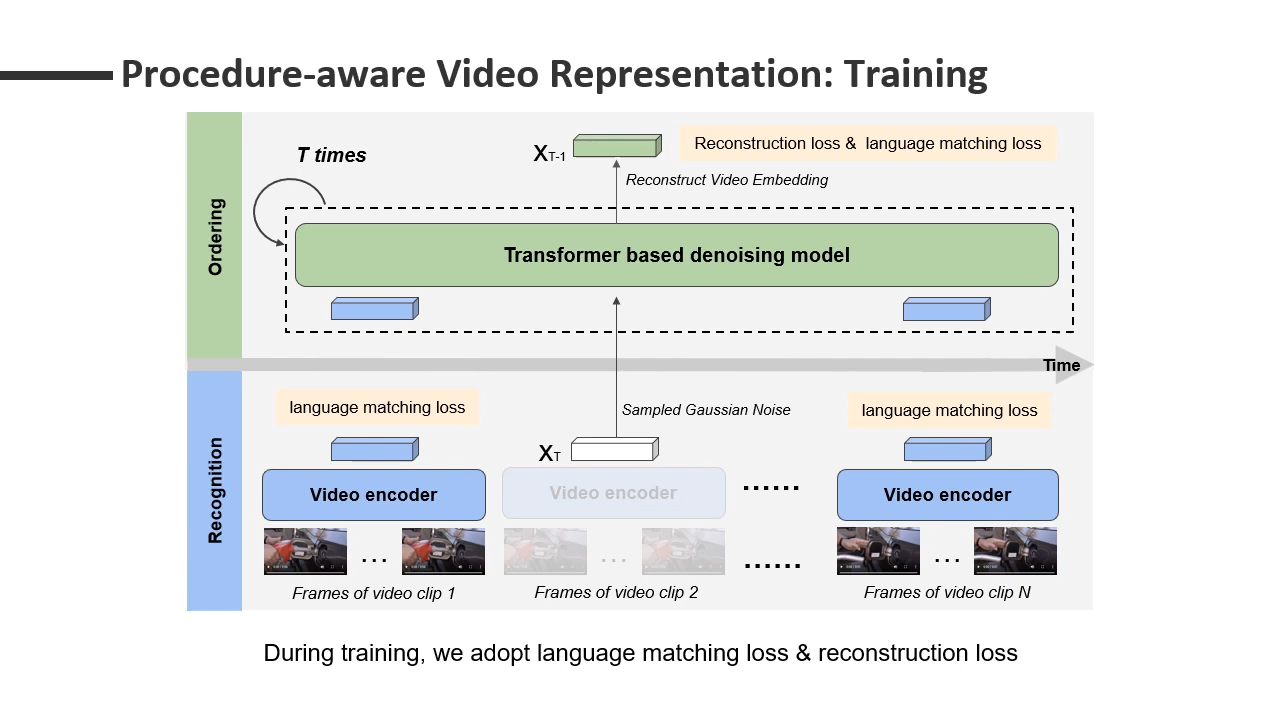 Procedure-aware Video Representation: Training
Ordering
T times
XT-1
Reconstruction loss & language matching loss
Reconstruct Video Embedding
Transformer based denoising model
Time
Recognition
language matching loss
Sampled Gaussian Noise
language matching loss
XT
Video encoder
Video encoder
......
Video encoder
...
...
......
...
Frames of video clip 1
Frames of video clip 2
Frames of video clip N
During training, we adopt language matching loss & reconstruction loss